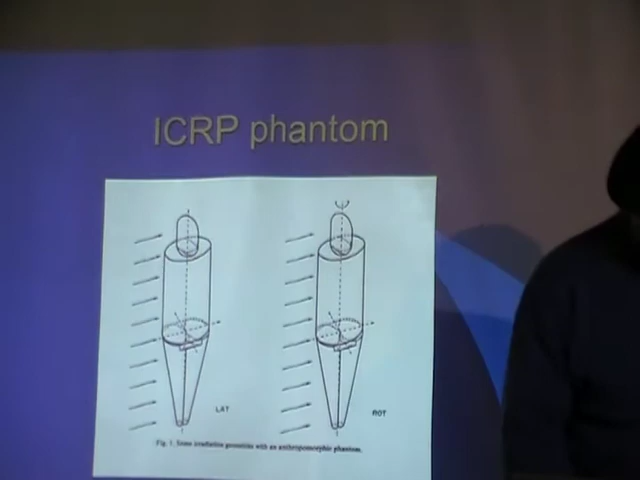 ICRP phantom
LAT
ROT
Fig. 1. Some irradiation geometries with an anthropomorphic phantom.